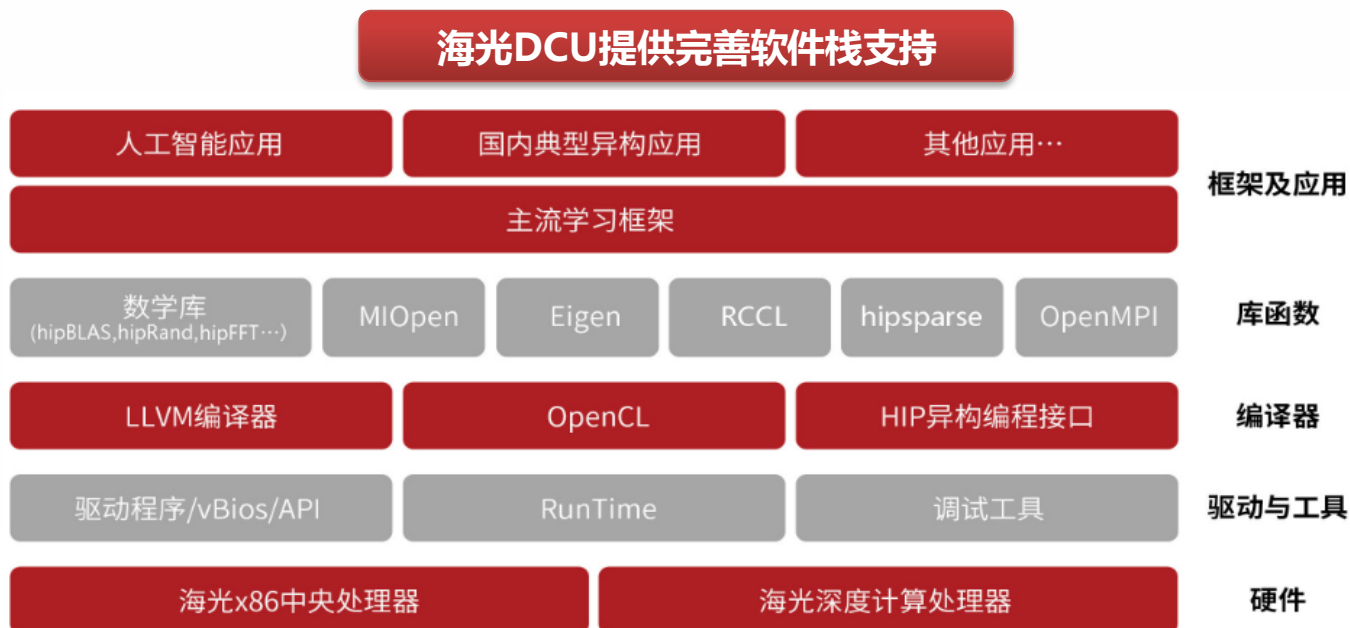 海光DCU提供完善软件栈支持
人工智能应用
国内典型异构应用
其他应用…
主流学习框架
框架及应用
数学库
(hipBLAS,hipRand,hipFFT…)
MIOpen
Eigen
RCCL
hipsparse
OpenMPI
库函数
LLVM编译器
OpenCL
HIP异构编程接口
编译器
驱动程序/vBios/API
RunTime
调试工具
驱动与工具
海光x86中央处理器
海光深度计算处理器
硬件